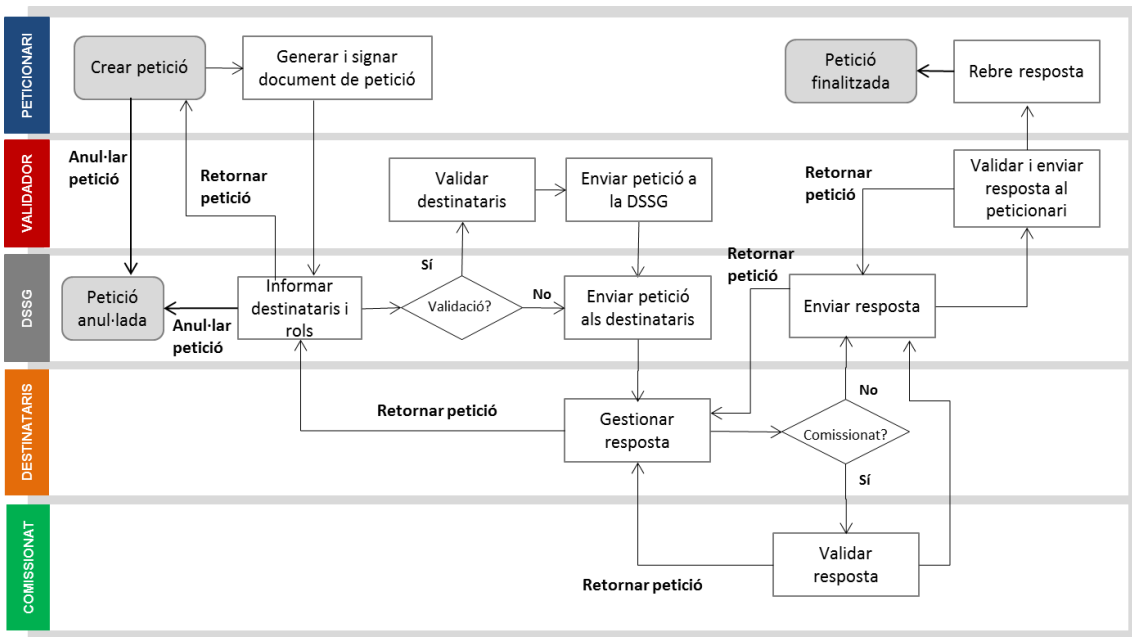 PETICIONARI
Crear petició
Generar i signar
document de petició
Petició
finalitzada
Rebre resposta
VALIDADOR
Anul·lar
petició
Retornar
petició
Validar
destinataris
Enviar petició a
la DSSG
Retornar
petició
Validar i enviar
resposta al
peticionari
DSSG
Petició
anul·lada
Anul·lar
petició
Informar
destinataris i
rols
Sí
Validació?
No
Enviar petició
als destinataris
Retornar
petició
Enviar resposta
DESTINATARIS
Retornar petició
Gestionar
resposta
No
Comissionat?
Sí
COMISSIONAT
Retornar petició
Validar
resposta